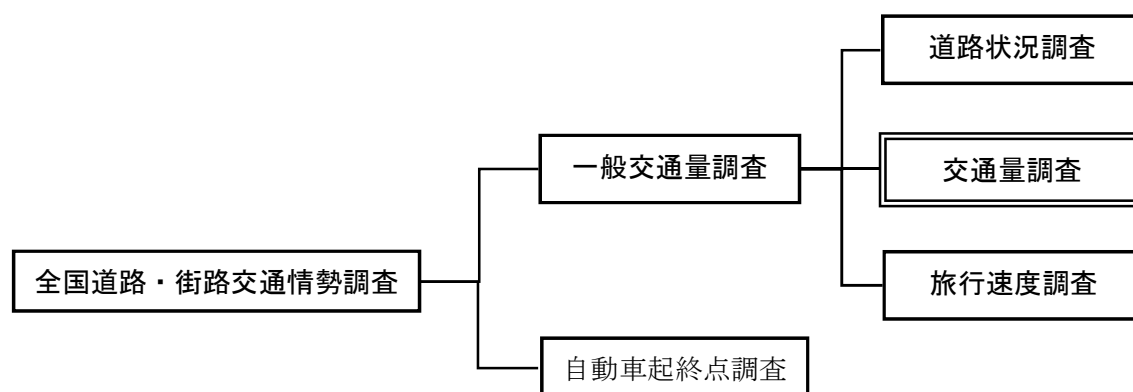 道路状況調査
一般交通量調査
交通量調査
全国道路・街路交通情勢調査
旅行速度調査
自動車起終点調査